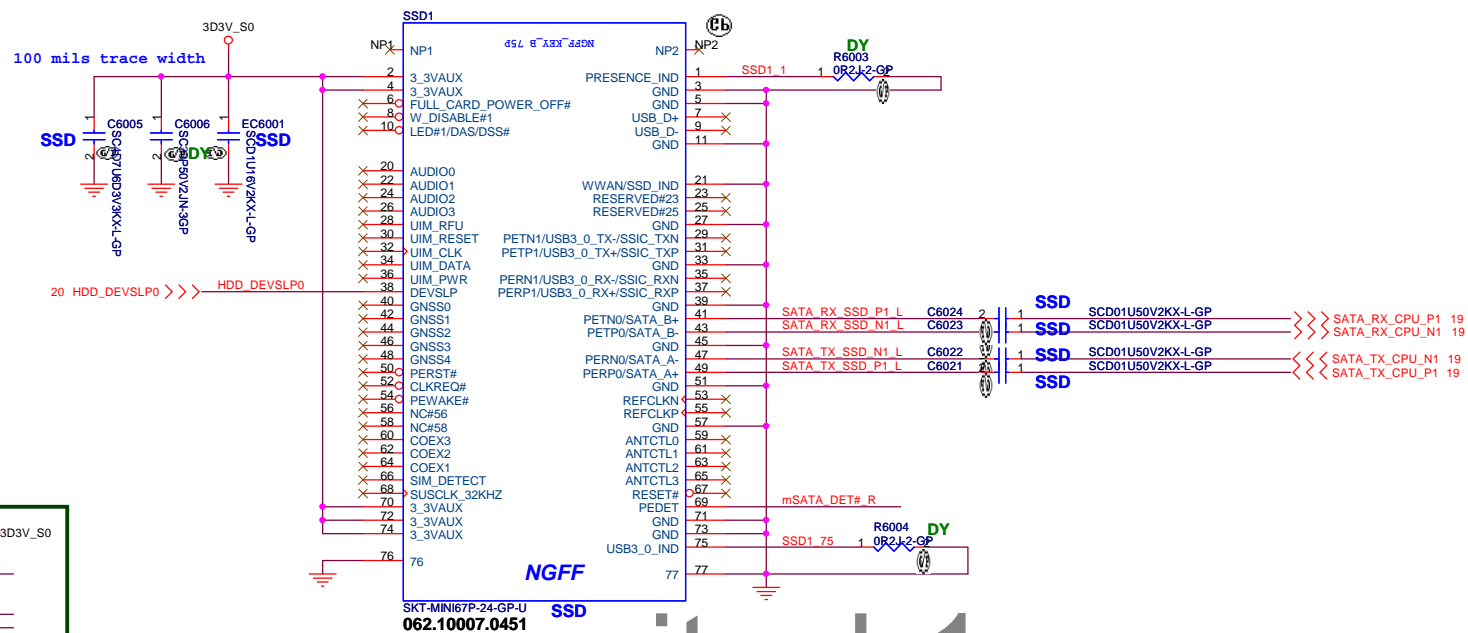 SSD1
3D3V_S0
100 mils trace width
NGFF_KEY_B 75P
NP1
NP1
NP2
NP2
2 3_3VAUX
4 3_3VAUX
6 FULL_CARD_POWER_OFF#
8 W_DISABLE#1
10 LED#1/DAS/DSS#
20 AUDIO0
22 AUDIO1
24 AUDIO2
26 AUDIO3
28 UIM_RFU
30 UIM_RESET
32 UIM_CLK
34 UIM_DATA
36 UIM_PWR
38 DEVSLP
40 GNSS0
42 GNSS1
44 GNSS2
46 GNSS3
48 GNSS4
50 PERST#
52 CLKREQ#
54 PEWAKE#
56 NC#56
58 NC#58
60 COEX3
62 COEX2
64 COEX1
66 SIM_DETECT
68 SUSCLK_32KHZ
70 3_3VAUX
72 3_3VAUX
74 3_3VAUX
76 76
PRESENCE_IND 1
GND 3
GND 5
USB_D+ 7
USB_D- 9
GND 11
WWAN/SSD_IND 21
RESERVED#23 23
RESERVED#25 25
GND 27
PETN1/USB3_0_TX-/SSIC_TXN 29
PETP1/USB3_0_TX+/SSIC_TXP 31
GND 33
PERN1/USB3_0_RX-/SSIC_RXN 35
PERP1/USB3_0_RX+/SSIC_RXP 37
GND 39
PETN0/SATA_B+ 41
PETP0/SATA_B- 43
GND 45
PERN0/SATA_A- 47
PERP0/SATA_A+ 49
GND 51
REFCLKN 53
REFCLKP 55
GND 57
ANTCTL0 59
ANTCTL1 61
ANTCTL2 63
ANTCTL3 65
RESET# 67
PEDET 69
GND 71
GND 73
USB3_0_IND 75
77 77
SSD
1
2
C6005
SC4D7U6D3V3KX-L-GP
1
2
C6006
DY
1
EC6001
SSD
SCD1U16V2KX-L-GP
20 HDD_DEVSLP0
HDD_DEVSLP0
SSD1_1
1
DY
R6003
0R2J-2-GP
SATA_RX_SSD_P1_L C6024 2 1 SSD SCD01U50V2KX-L-GP SATA_RX_CPU_P1 19
SATA_RX_SSD_N1_L C6023 1 SSD SCD01U50V2KX-L-GP SATA_RX_CPU_N1 19
SATA_TX_SSD_N1_L C6022 1 SSD SCD01U50V2KX-L-GP SATA_TX_CPU_N1 19
SATA_TX_SSD_P1_L C6021 1 SSD SCD01U50V2KX-L-GP SATA_TX_CPU_P1 19
mSATA_DET#_R
SSD1_75
1
R6004
0R2J-2-GP
DY
3D3V_S0
NGFF
SKT-MINI67P-24-GP-U
SSD
062.10007.0451